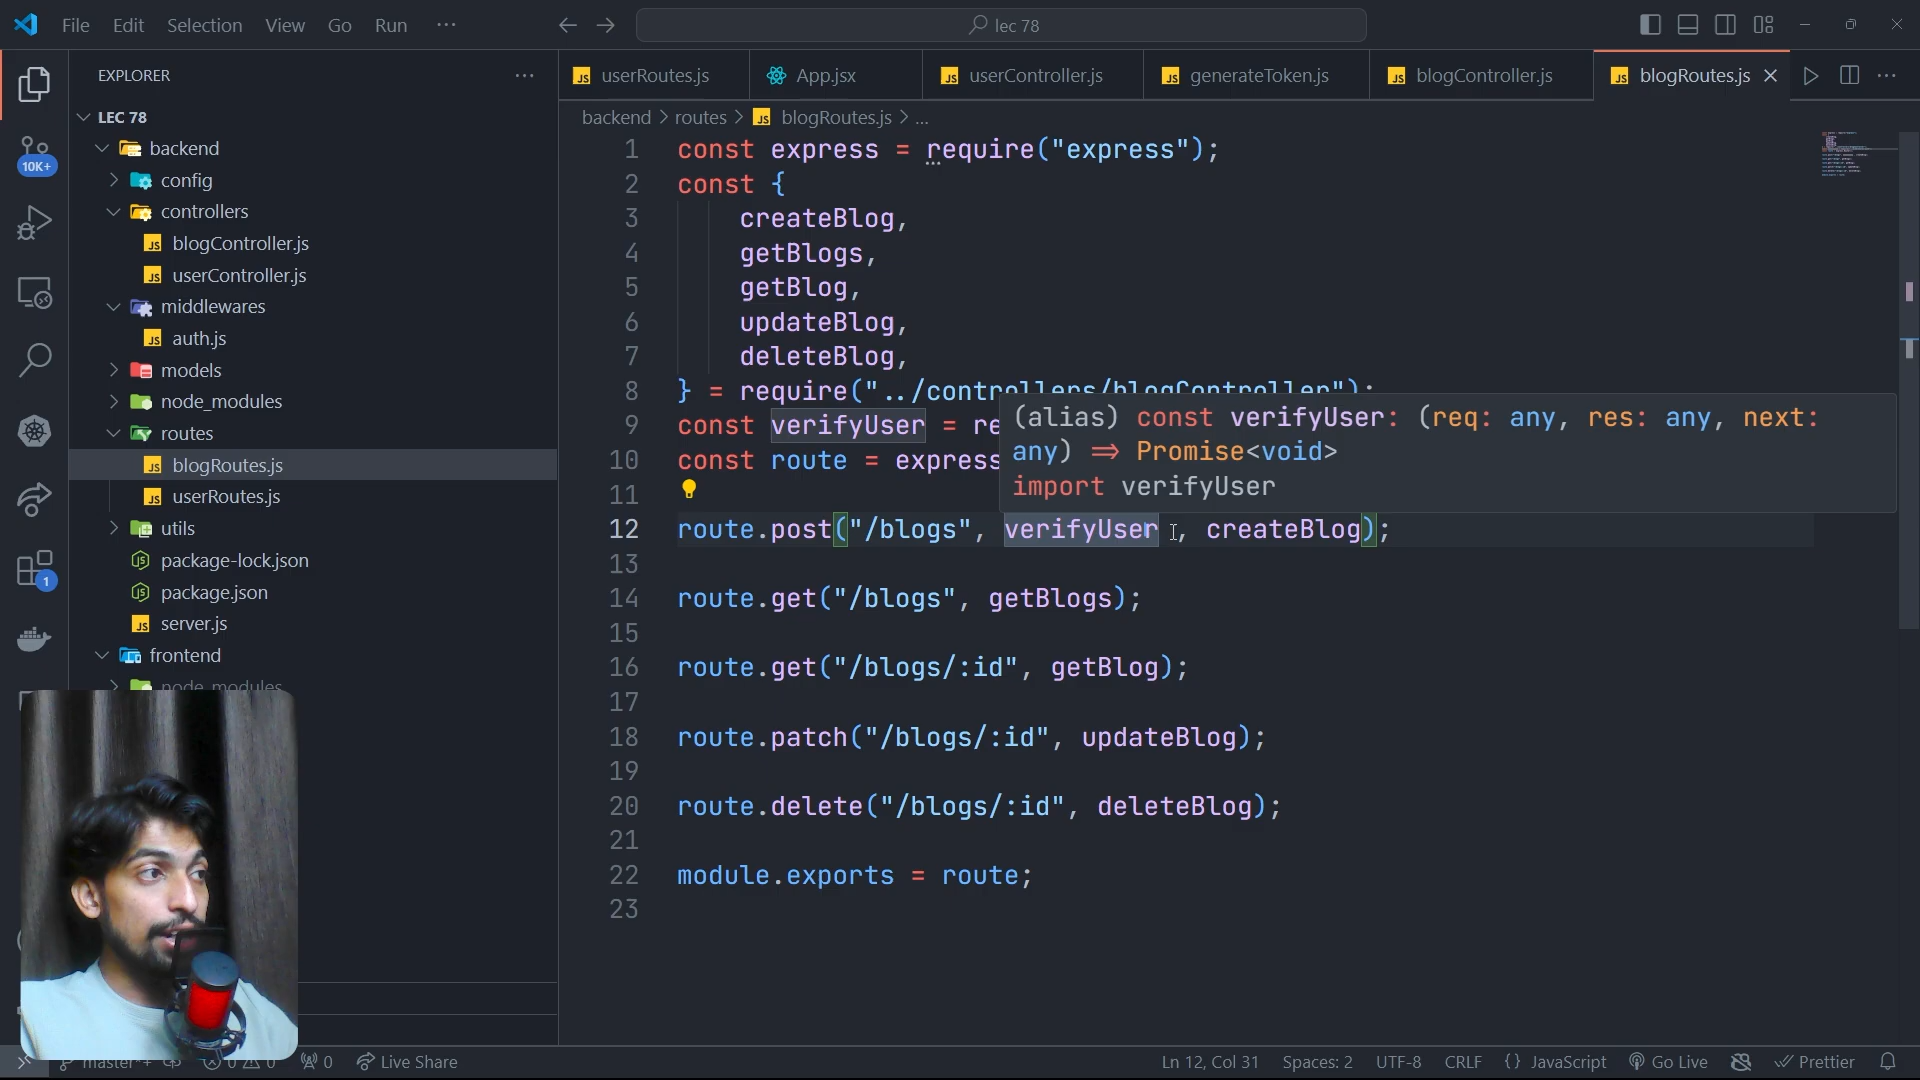 File Edit Selection View Go Run ...
lec 78
EXPLORER
LEC 78
backend
config
controllers
blogController.js
userController.js
middlewares
auth.js
models
node_modules
routes
blogRoutes.js
userRoutes.js
utils
package-lock.json
package.json
server.js
frontend
node_modules
10K+
1
userRoutes.js App.jsx userController.js generateToken.js blogController.js blogRoutes.js
backend > routes > blogRoutes.js > ...
1 const express = require("express");
2 const {
3 createBlog,
4 getBlogs,
5 getBlog,
6 updateBlog,
7 deleteBlog,
8 } = require("../controllers/blogController");
9 const verifyUser = re
10 const route = express
(alias) const verifyUser: (req: any, res: any, next:
any) => Promise<void>
import verifyUser
11
12 route.post("/blogs", verifyUser , createBlog);
13
14 route.get("/blogs", getBlogs);
15
16 route.get("/blogs/:id", getBlog);
17
18 route.patch("/blogs/:id", updateBlog);
19
20 route.delete("/blogs/:id", deleteBlog);
21
22 module.exports = route;
23
master*+ 0 0 0 Live Share
Ln 12, Col 31 Spaces: 2 UTF-8 CRLF {} JavaScript Go Live Prettier